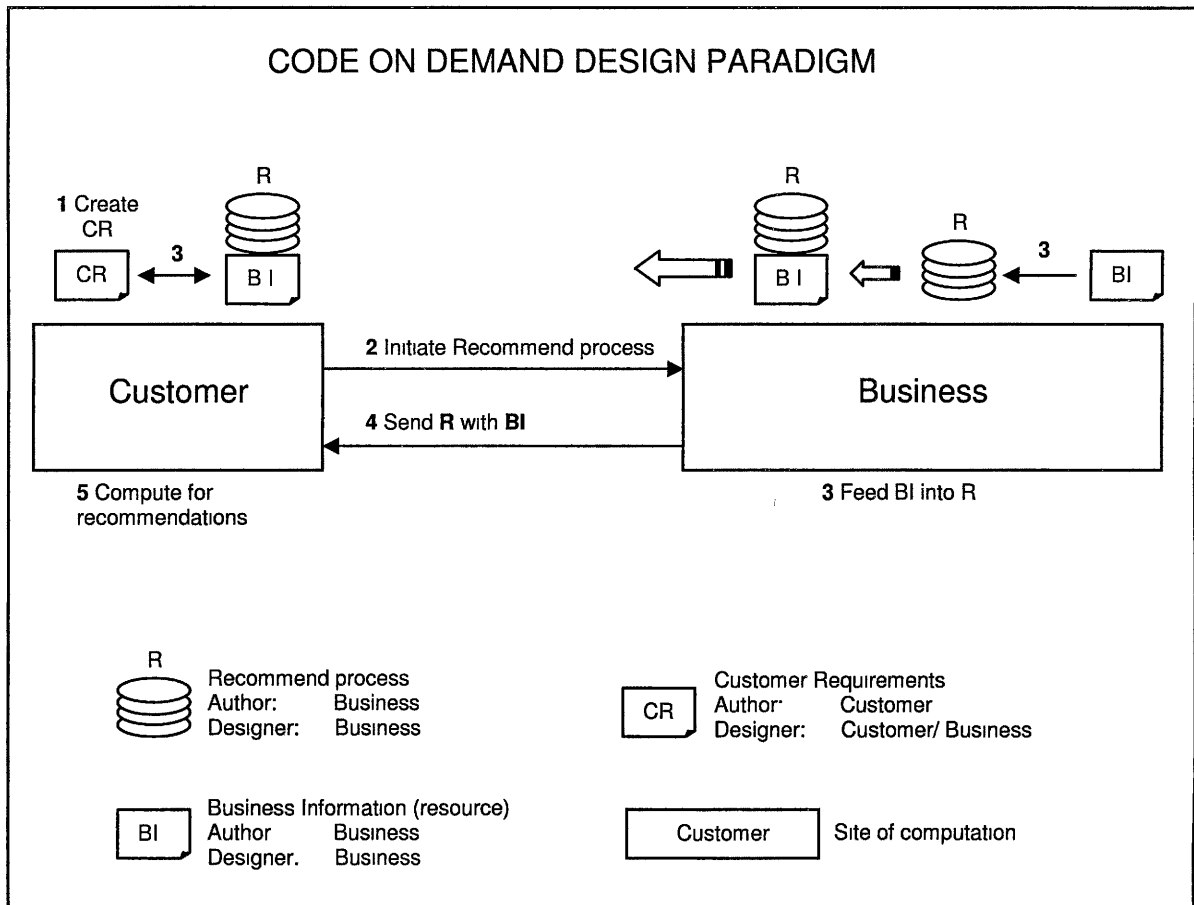 CODE ON DEMAND DESIGN PARADIGM
R
R
R
1 Create
CR
3
3
CR
B I
B I
BI
2 Initiate Recommend process
Customer
Business
4 Send R with BI
5 Compute for
recommendations
3 Feed BI into R
R
Recommend process
Author: Business
Designer: Business
CR
Customer Requirements
Author: Customer
Designer: Customer/ Business
BI
Business Information (resource)
Author Business
Designer. Business
Customer
Site of computation